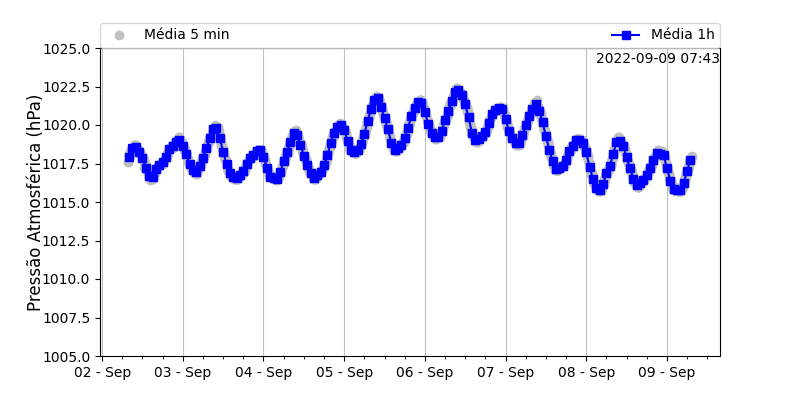 Média 5 min
Média 1h
2022-09-09 07:43
Pressão Atmosférica (hPa)
1025.0
1022.5
1020.0
1017.5
1015.0
1012.5
1010.0
1007.5
1005.0
02 - Sep
03 - Sep
04 - Sep
05 - Sep
06 - Sep
07 - Sep
08 - Sep
09 - Sep